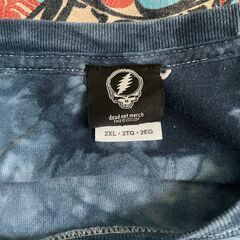 dead net merch
2XL • 2TG • 2EG